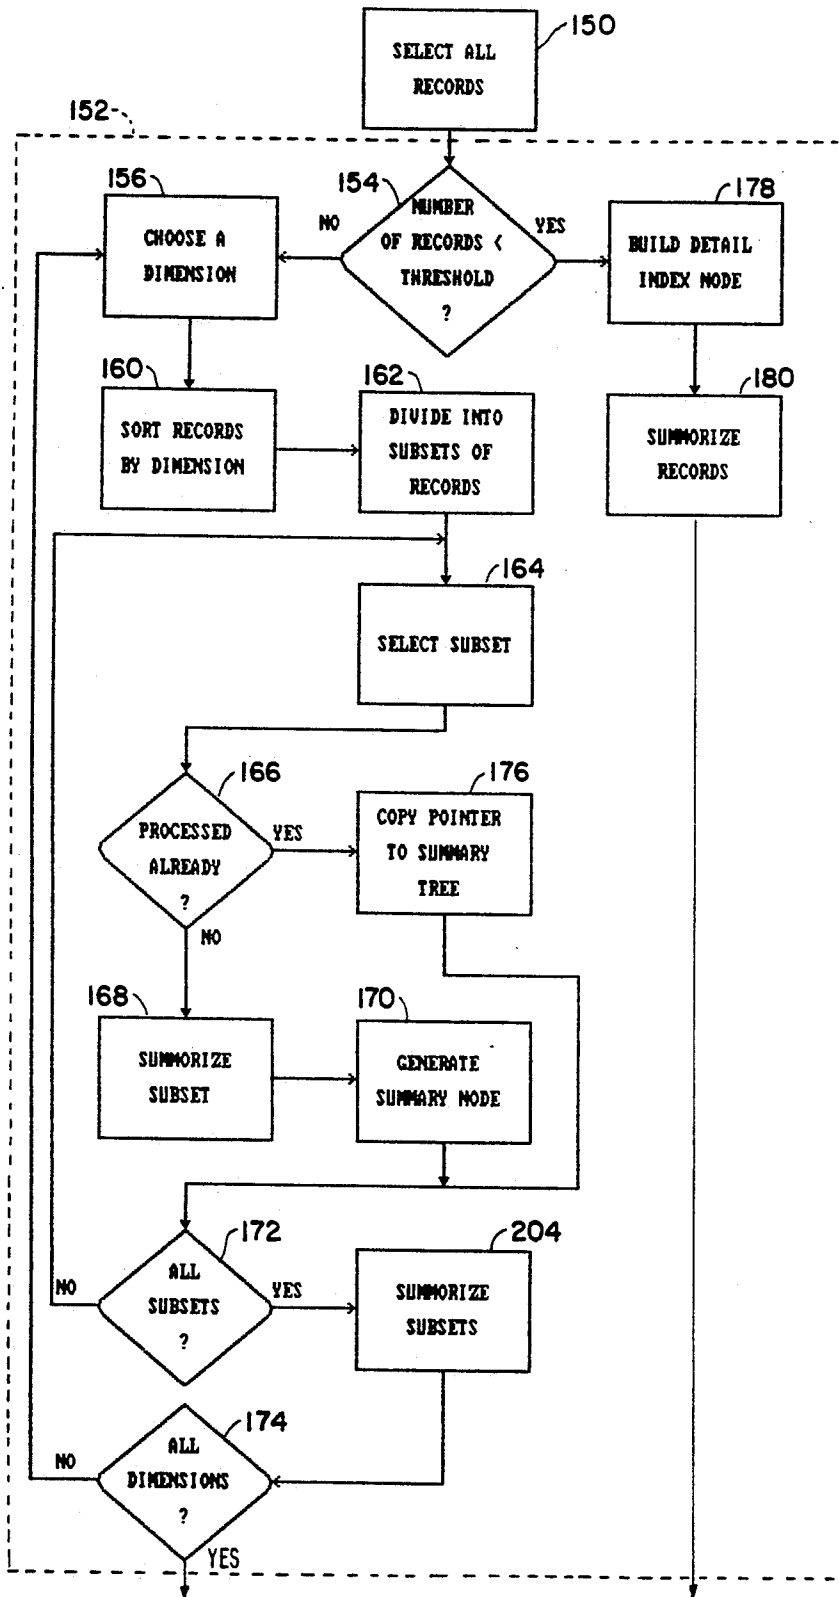 150
SELECT ALL
RECORDS
152
154
NUMBER
OF RECORDS <
THRESHOLD
?
NO
YES
156
CHOOSE A
DIMENSION
178
BUILD DETAIL
INDEX NODE
160
SORT RECORDS
BY DIMENSION
162
DIVIDE INTO
SUBSETS OF
RECORDS
180
SUMMORIZE
RECORDS
164
SELECT SUBSET
166
PROCESSED
ALREADY
?
YES
NO
176
COPY POINTER
TO SUMMARY
TREE
168
SUMMORIZE
SUBSET
170
GENERATE
SUMMARY NODE
172
ALL
SUBSETS
?
NO
YES
204
SUMMORIZE
SUBSETS
174
ALL
DIMENSIONS
?
NO
YES